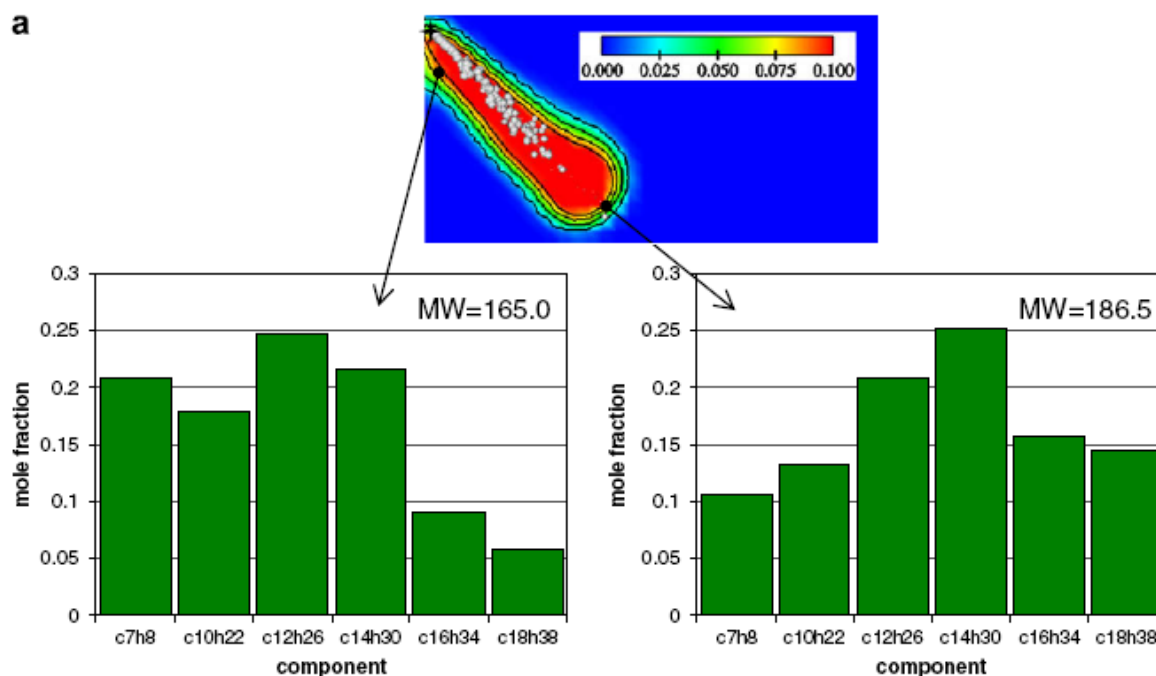 a
0.000 0.025 0.050 0.075 0.100
MW=165.0
0.3
0.25
0.2
0.15
0.1
0.05
0
mole fraction
c7h8 c10h22 c12h26 c14h30 c16h34 c18h38
component
MW=186.5
0.3
0.25
0.2
0.15
0.1
0.05
0
mole fraction
c7h8 c10h22 c12h26 c14h30 c16h34 c18h38
component